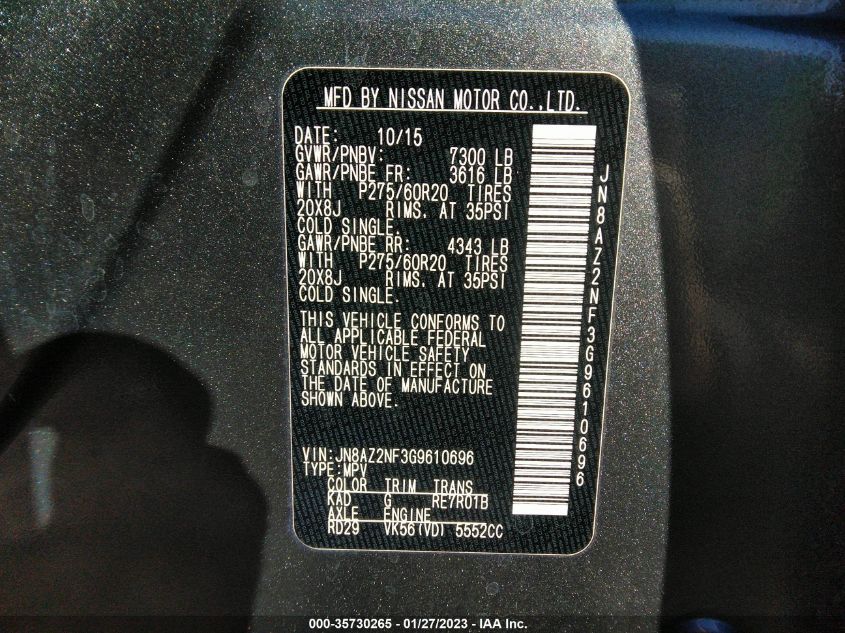 MFD BY NISSAN MOTOR CO.,LTD.
DATE: 10/15
GVWR/PNBV: 7300 LB
GAWR/PNBE FR: 3616 LB
WITH P275/60R20 TIRES
20X8J RIMS. AT 35PSI
COLD SINGLE.
GAWR/PNBE RR: 4343 LB
WITH P275/60R20 TIRES
20X8J RIMS. AT 35PSI
COLD SINGLE.
THIS VEHICLE CONFORMS TO
ALL APPLICABLE FEDERAL
MOTOR VEHICLE SAFETY
STANDARDS IN EFFECT ON
THE DATE OF MANUFACTURE
SHOWN ABOVE.
VIN:JN8AZ2NF3G9610696
TYPE:MPV
COLOR TRIM TRANS
KAD G RE7R01B
AXLE ENGINE
RD29 VK56(VD) 5552CC
JN8AZ2NF3G9610696
000-35730265 - 01/27/2023 - IAA Inc.